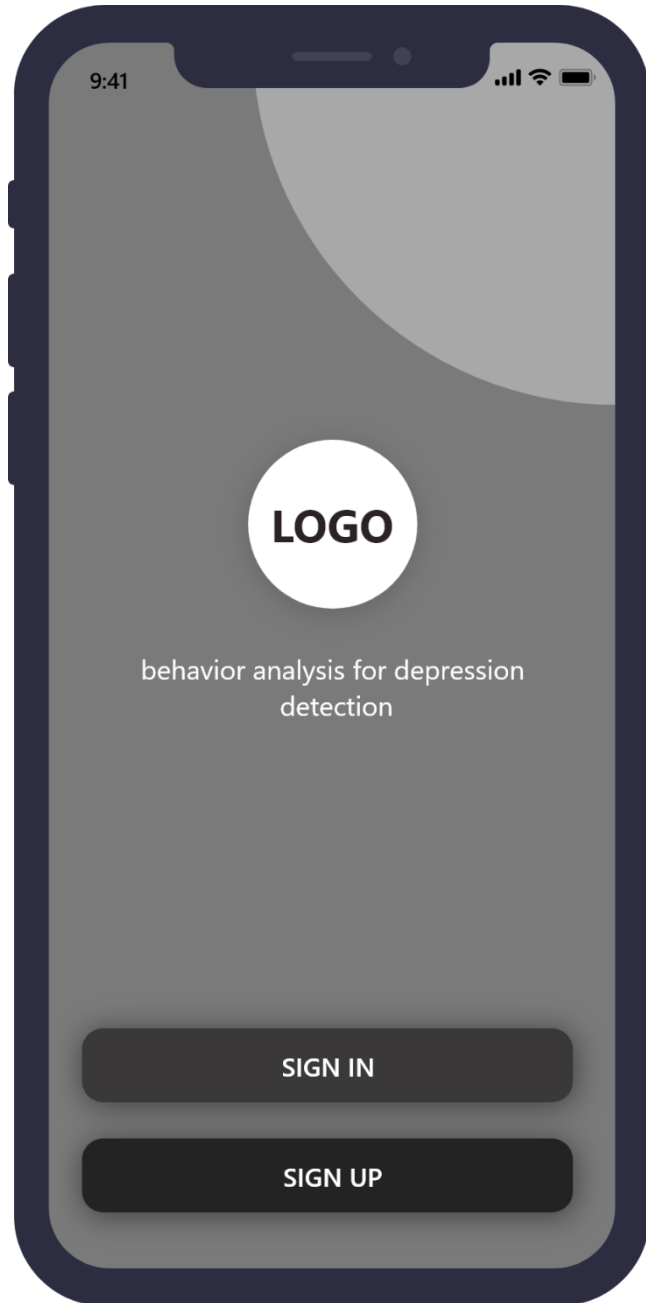 9:41
LOGO
behavior analysis for depression
detection
SIGN IN
SIGN UP